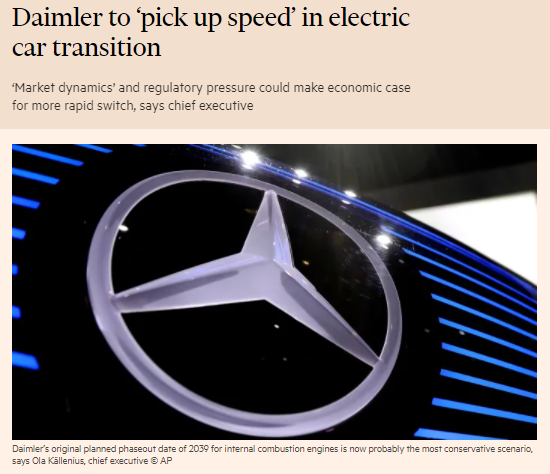 Daimler to ‘pick up speed’ in electric
car transition
‘Market dynamics’ and regulatory pressure could make economic case
for more rapid switch, says chief executive
Daimler’s original planned phaseout date of 2039 for internal combustion engines is now probably the most conservative scenario,
says Ola Källenius, chief executive © AP